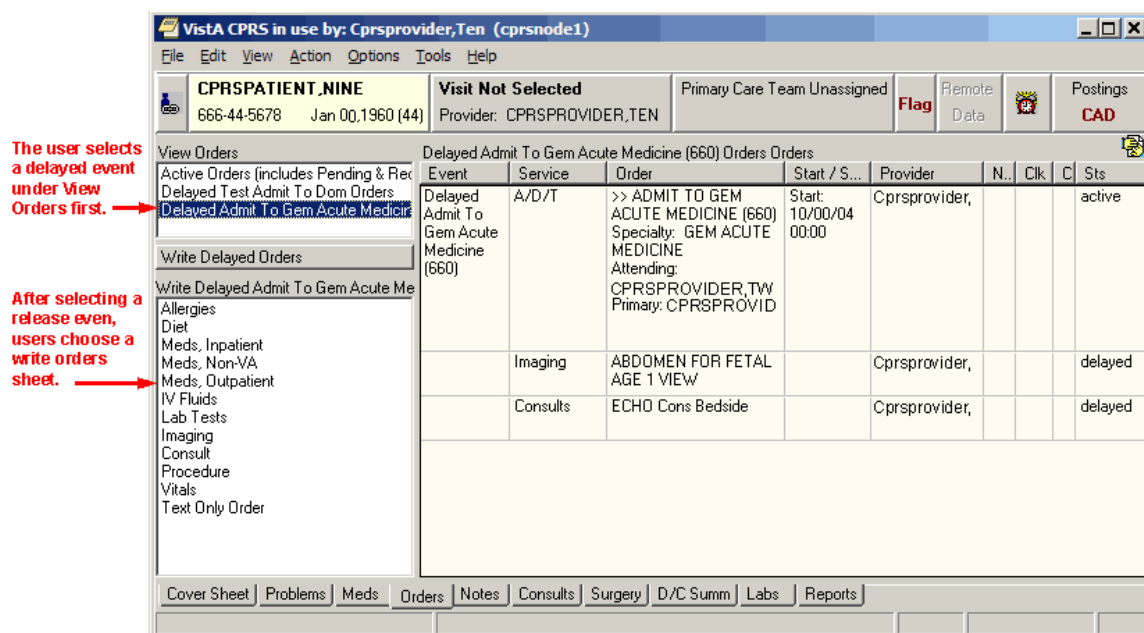 VistA CPRS in use by: Cprsprovider,Ten (cprsnode1)
File Edit View Action Options Tools Help
CPRSPATIENT,NINE
666-44-5678 Jan 00,1960 (44)
Visit Not Selected
Provider: CPRSPROVIDER,TEN
Primary Care Team Unassigned
Flag
Remote
Data
Postings
CAD
The user selects
a delayed event
under View
Orders first.
View Orders
Active Orders (includes Pending & Rec
Delayed Test Admit To Dom Orders
Delayed Admit To Gem Acute Medicin
Write Delayed Orders
After selecting a
release even,
users choose a
write orders
sheet.
Write Delayed Admit To Gem Acute Me
Allergies
Diet
Meds, Inpatient
Meds, Non-VA
Meds, Outpatient
IV Fluids
Lab Tests
Imaging
Consult
Procedure
Vitals
Text Only Order
Delayed Admit To Gem Acute Medicine (660) Orders Orders
Event Service Order Start / S... Provider N.. Clk C Sts
Delayed
Admit To
Gem Acute
Medicine
(660)
A/D/T
>> ADMIT TO GEM
ACUTE MEDICINE (660)
Specialty: GEM ACUTE
MEDICINE
Attending:
CPRSPROVIDER,TW
Primary: CPRSPROVID
Start:
10/00/04
00:00
Cprsprovider,
active
Imaging
ABDOMEN FOR FETAL
AGE 1 VIEW
Cprsprovider,
delayed
Consults
ECHO Cons Bedside
Cprsprovider,
delayed
Cover Sheet Problems Meds Orders Notes Consults Surgery D/C Summ Labs Reports